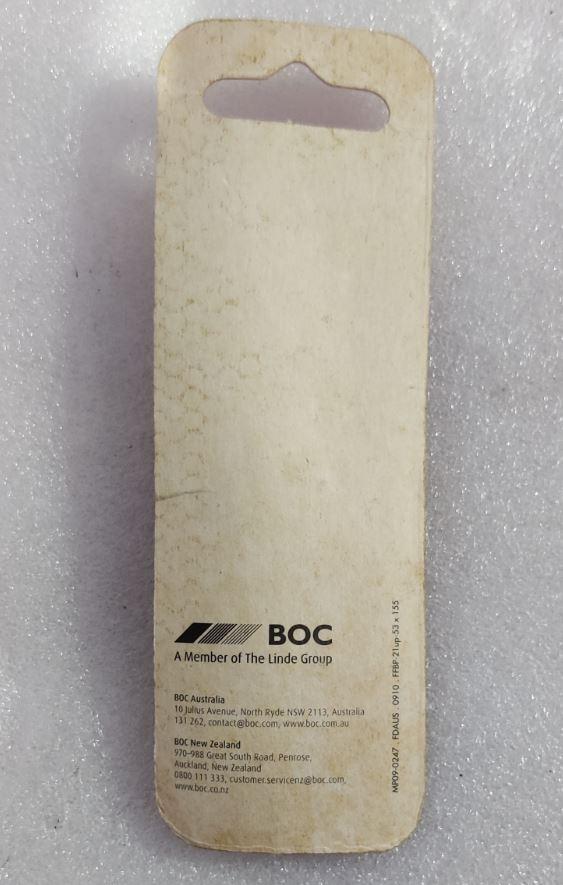 BOC
A Member of The Linde Group
BOC Australia
10 Julius Avenue, North Ryde NSW 2113, Australia
131 262, contact@boc.com, www.boc.com.au
BOC New Zealand
970–988 Great South Road, Penrose,
Auckland, New Zealand
0800 111 333, customer.servicenz@boc.com,
www.boc.co.nz
MP09-0247 . FDAUS . 0910 . FFBP 21up 53 x 155